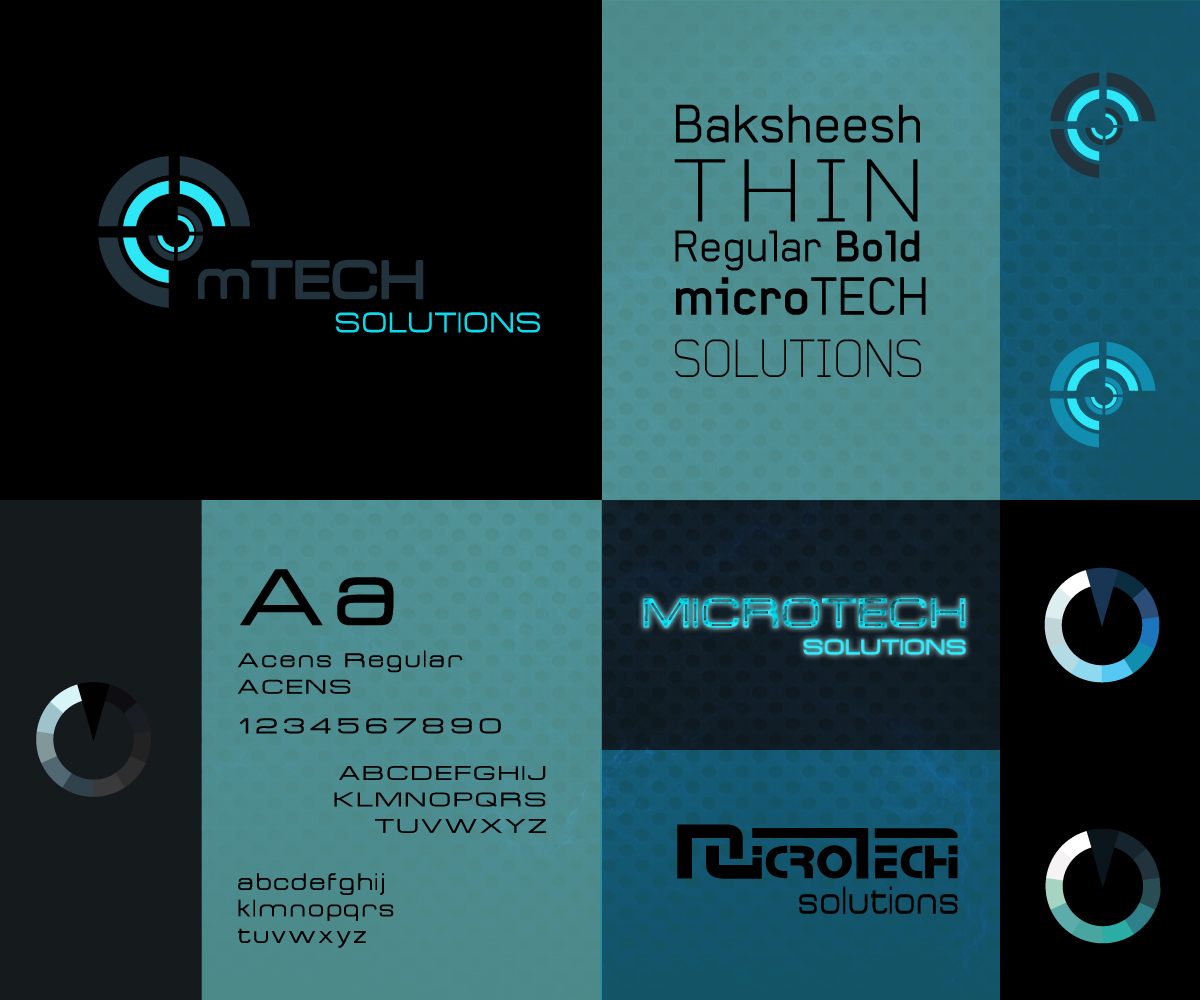 mTECH
SOLUTIONS
Baksheesh
THIN
Regular Bold
microTECH
SOLUTIONS
Aa
Acens Regular
ACENS
1234567890
ABCDEFGHIJ
KLMNOPQRS
TUVWXYZ
abcdefghij
klmnopqrs
tuvwxyz
MICROTECH
SOLUTIONS
MicroTech
solutions